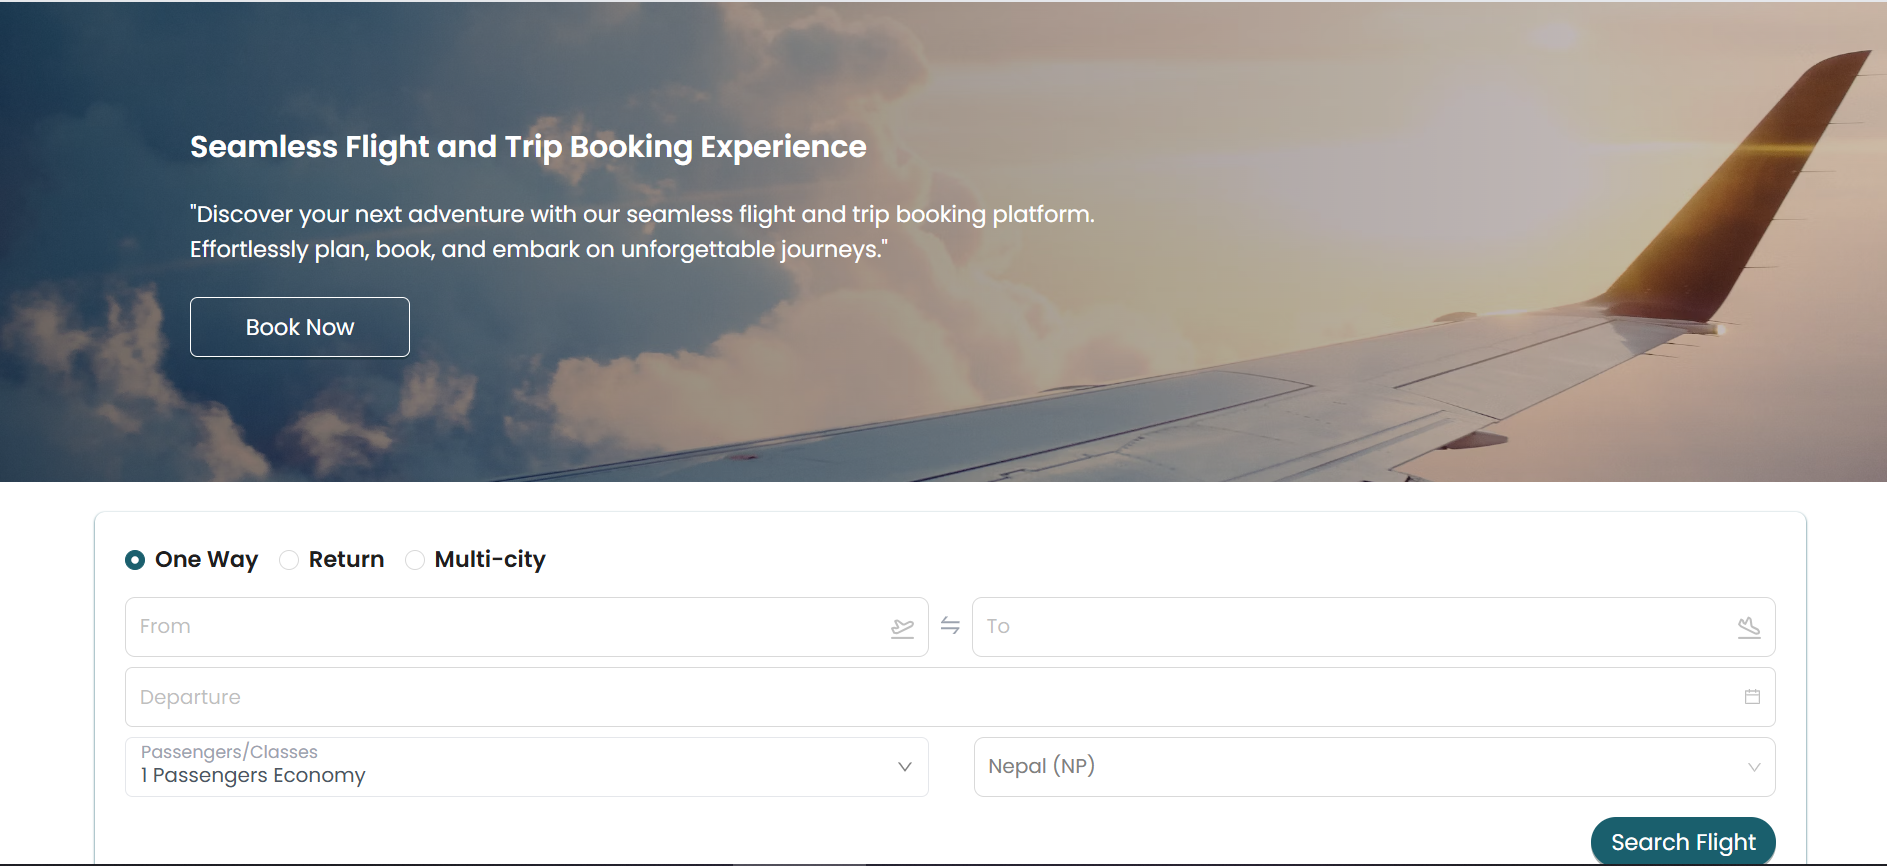 Seamless Flight and Trip Booking Experience
"Discover your next adventure with our seamless flight and trip booking platform.
Effortlessly plan, book, and embark on unforgettable journeys."
Book Now
One Way Return Multi-city
From To
Departure
Passengers/Classes
1 Passengers Economy
Nepal (NP)
Search Flight